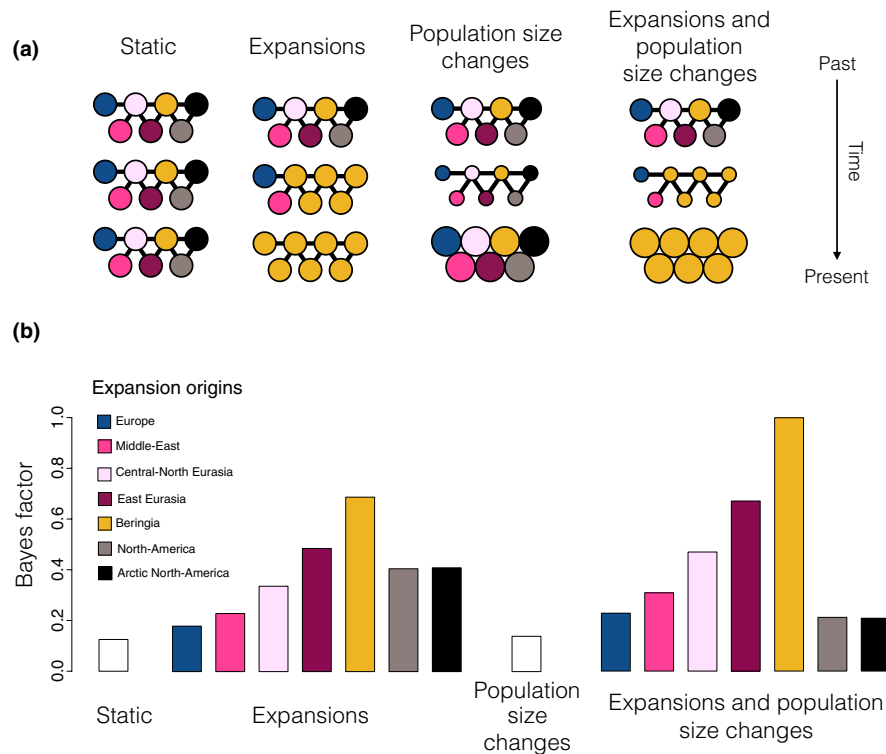 (a)
Static
Expansions
Population size
changes
Expansions and
population
size changes
Past
Time
Present
(b)
Bayes factor
0.0
0.2
0.4
0.6
0.8
1.0
Expansion origins
Europe
Middle-East
Central-North Eurasia
East Eurasia
Beringia
North-America
Arctic North-America
Static
Expansions
Population
size
changes
Expansions and population
size changes